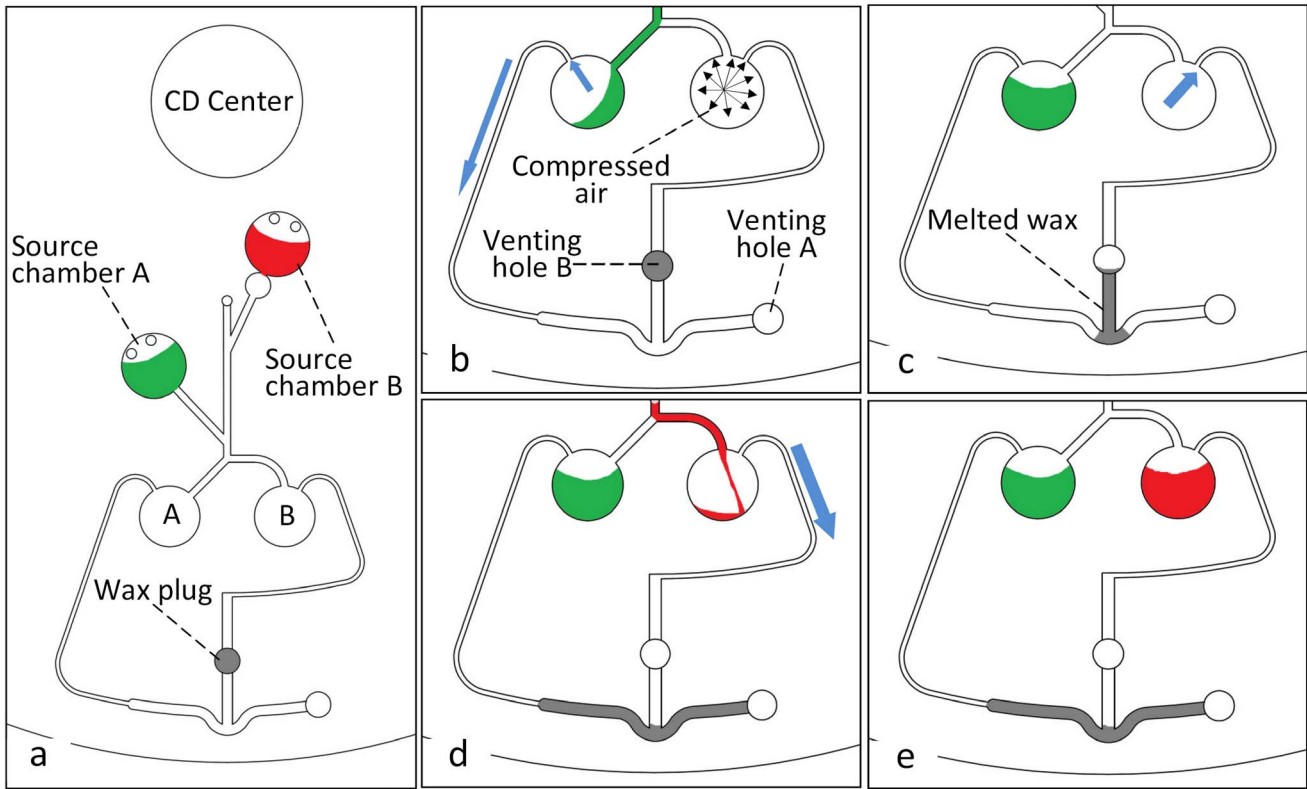 CD Center
Source
chamber A
Source
chamber B
A
B
Wax plug
a
Compressed
air
Venting
hole B
Venting
hole A
b
Melted wax
c
d
e